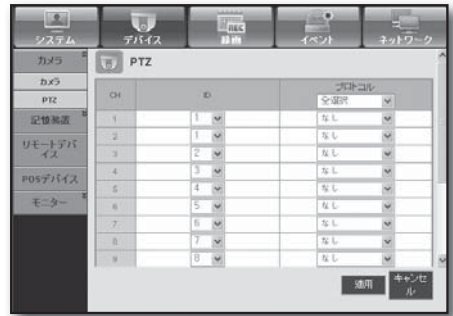 REC
システム デバイス 録画 イベント ネットワーク
カメラ
カメラ
PTZ
記憶装置
リモートデバ
イス
POSデバイス
モニター
PTZ
CH ID プロトコル
全選択
1 1 なし
2 1 なし
3 2 なし
4 3 なし
5 4 なし
6 5 なし
7 6 なし
8 7 なし
9 8 なし
適用 キャンセ
ル